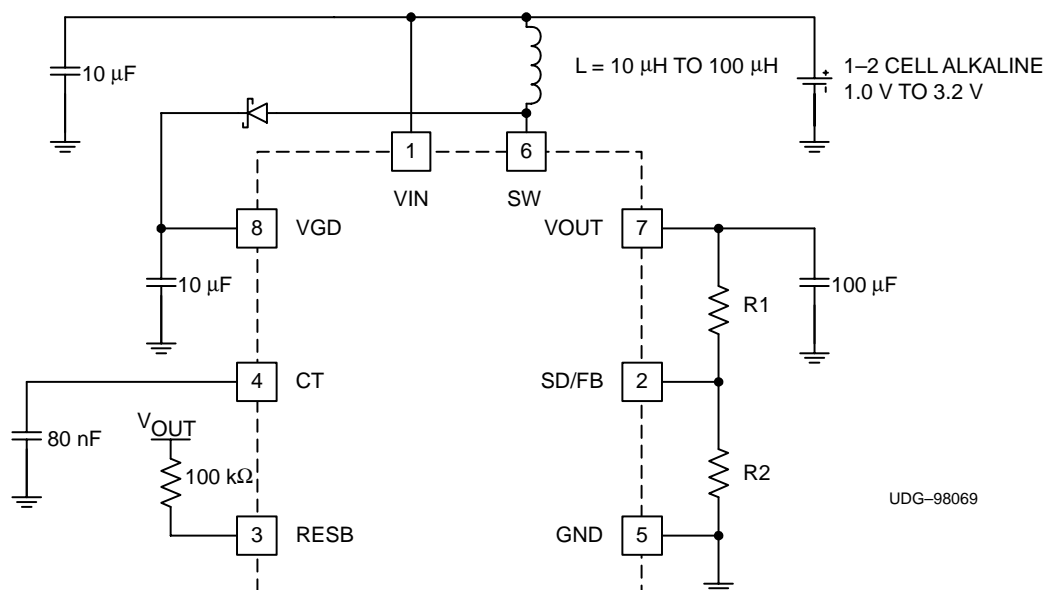 10 μF
L = 10 μH TO 100 μH
1–2 CELL ALKALINE
1.0 V TO 3.2 V
+
1
6
VIN
SW
8
VGD
VOUT
7
10 μF
R1
100 μF
4
CT
SD/FB
2
80 nF
VOUT
100 kΩ
R2
UDG–98069
3
RESB
GND
5